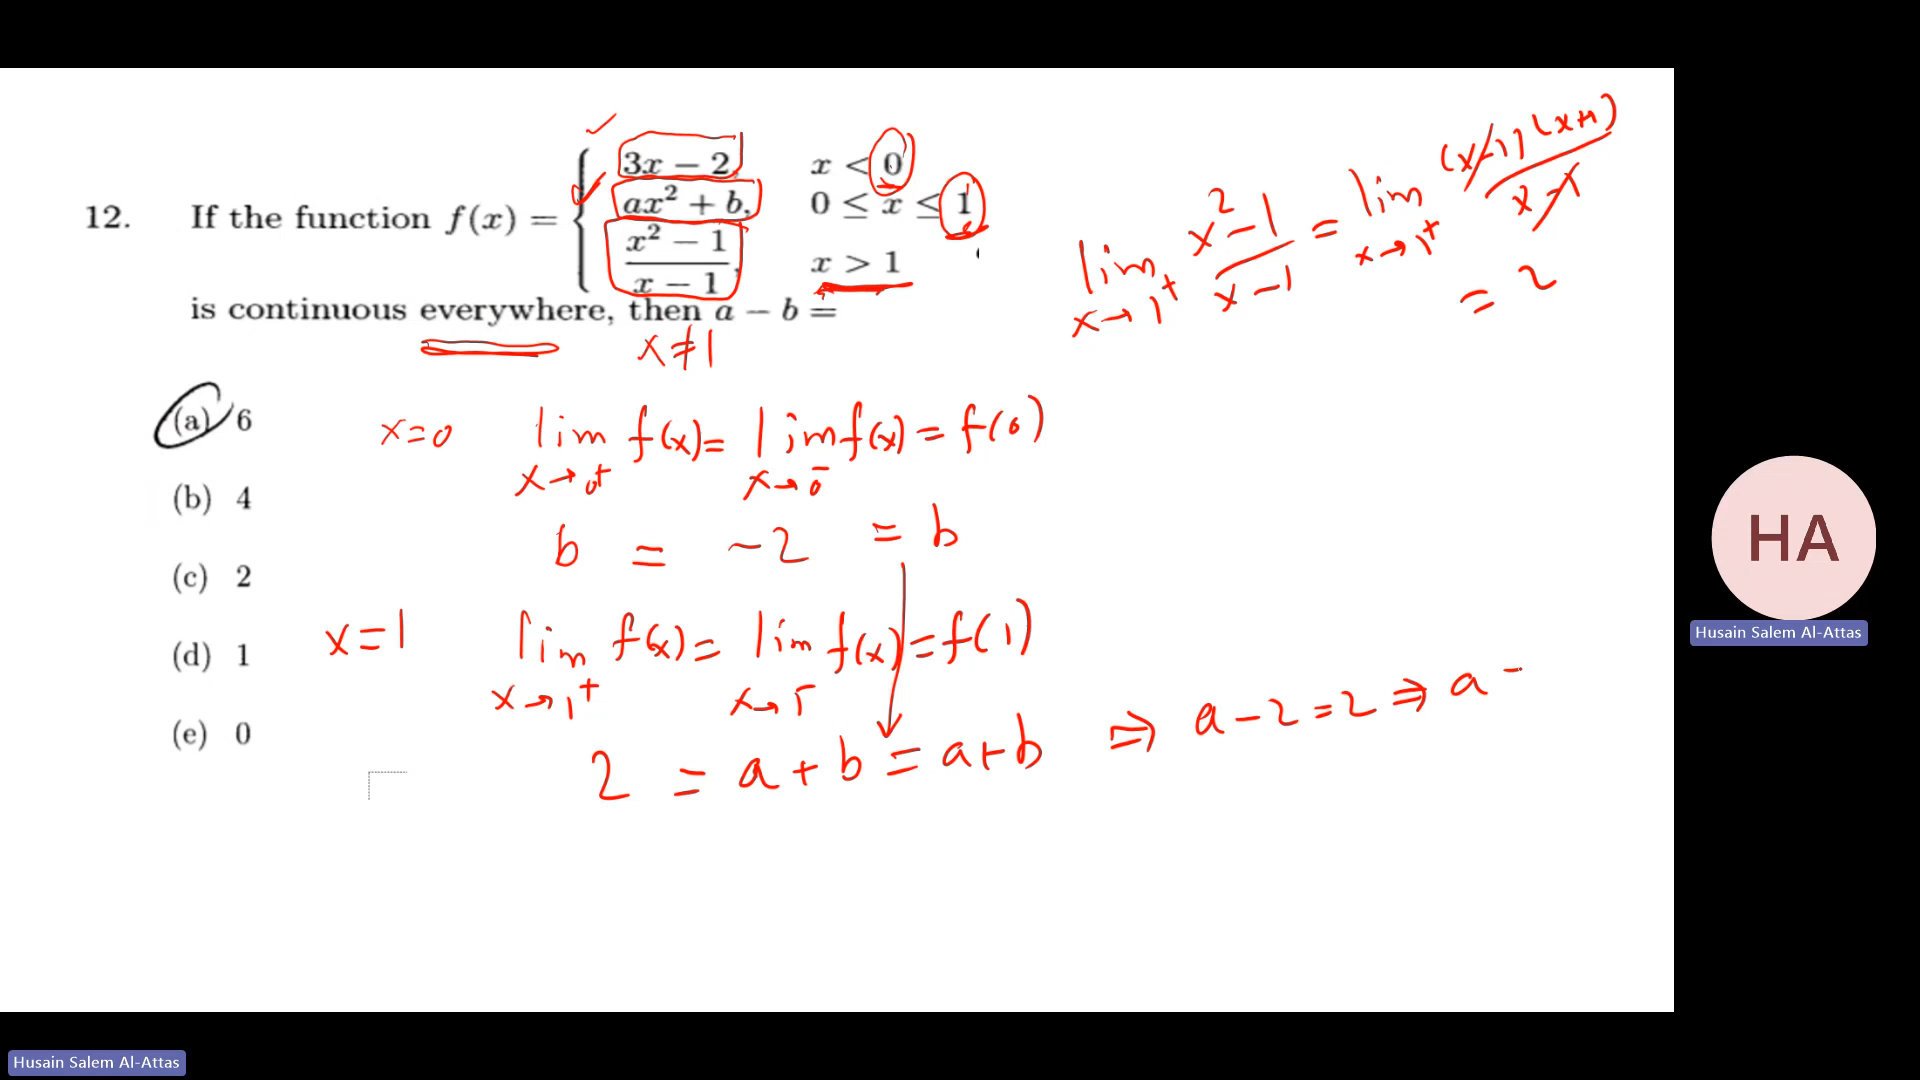 12. If the function f(x) = { 3x − 2, x < 0
ax² + b, 0 ≤ x ≤ 1
x² − 1 / x − 1, x > 1
is continuous everywhere, then a − b =
x ≠ 1
lim x→1⁺ x²−1 / x−1 = lim x→1⁺ (x−1)(x+1) / x−1
= 2
(a) 6
x=0 lim x→0⁺ f(x) = lim x→0⁻ f(x) = f(0)
(b) 4
b = −2 = b
(c) 2
(d) 1
x=1 lim x→1⁺ f(x) = lim x→1⁻ f(x) = f(1)
(e) 0
2 = a + b = a+b ⇒ a−2=2 ⇒ a =
HA
Husain Salem Al-Attas
Husain Salem Al-Attas